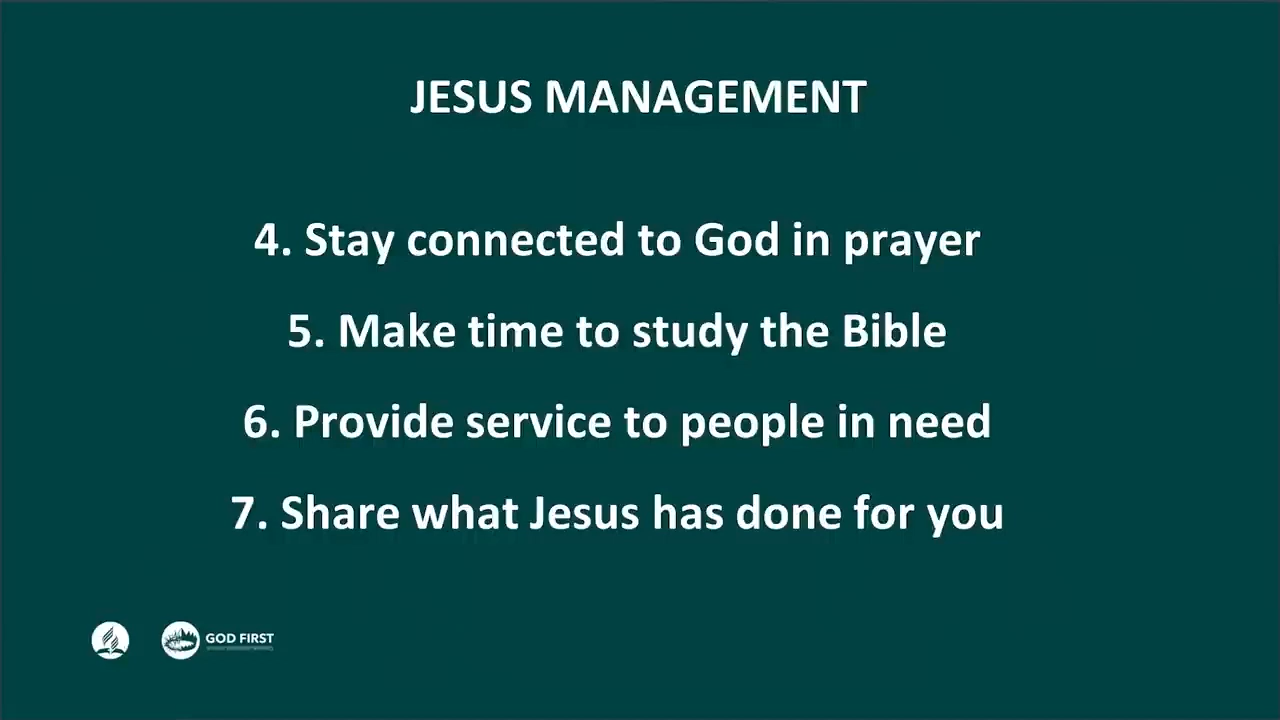 JESUS MANAGEMENT
4. Stay connected to God in prayer
5. Make time to study the Bible
6. Provide service to people in need
7. Share what Jesus has done for you
GOD FIRST